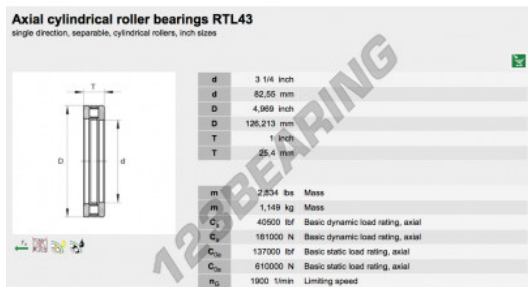 Axial cylindrical roller bearings RTL43
single direction, separable, cylindrical rollers, inch sizes
T
D
d
d 3 1/4 inch
d 82,55 mm
D 4,969 inch
D 126,213 mm
T 1 inch
T 25,4 mm
m 2,534 lbs Mass
m 1,149 kg Mass
Ca 40500 lbf Basic dynamic load rating, axial
Ca 181000 N Basic dynamic load rating, axial
C0a 137000 lbf Basic static load rating, axial
C0a 610000 N Basic static load rating, axial
nG 1900 1/min Limiting speed
123BEARING